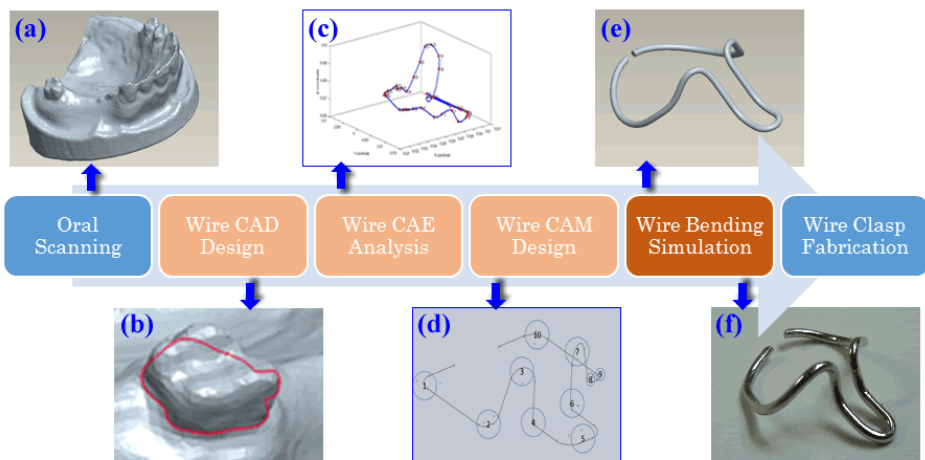 (a)
(c)
(e)
Oral
Scanning
Wire CAD
Design
Wire CAE
Analysis
Wire CAM
Design
Wire Bending
Simulation
Wire Clasp
Fabrication
(b)
(d)
(f)
10
7
3
9
8
1
6
2
4
5